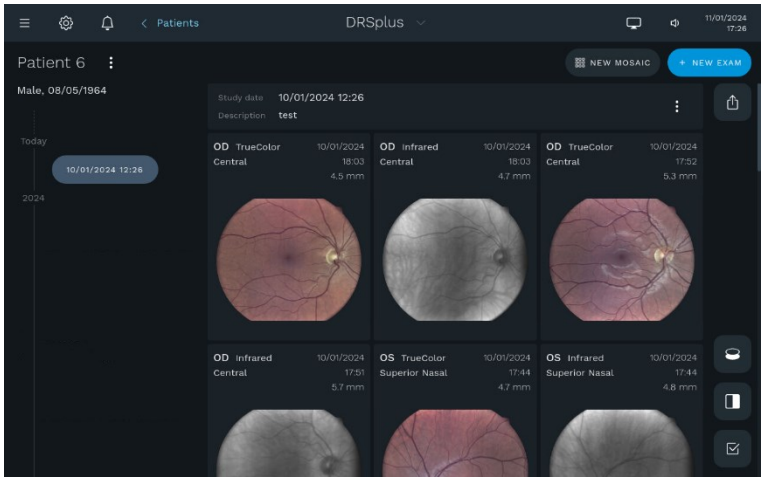 Patients
DRSplus
11/01/2024
17:26
Patient 6
NEW MOSAIC
+ NEW EXAM
Male, 08/05/1964
Study date 10/01/2024 12:26
Description test
Today
10/01/2024 12:26
2024
OD TrueColor 10/01/2024
Central 18:03
4.5 mm
OD Infrared 10/01/2024
Central 18:03
4.7 mm
OD TrueColor 10/01/2024
Central 17:52
5.3 mm
OD Infrared 10/01/2024
Central 17:51
5.7 mm
OS TrueColor 10/01/2024
Superior Nasal 17:44
4.7 mm
OS Infrared 10/01/2024
Superior Nasal 17:44
4.8 mm